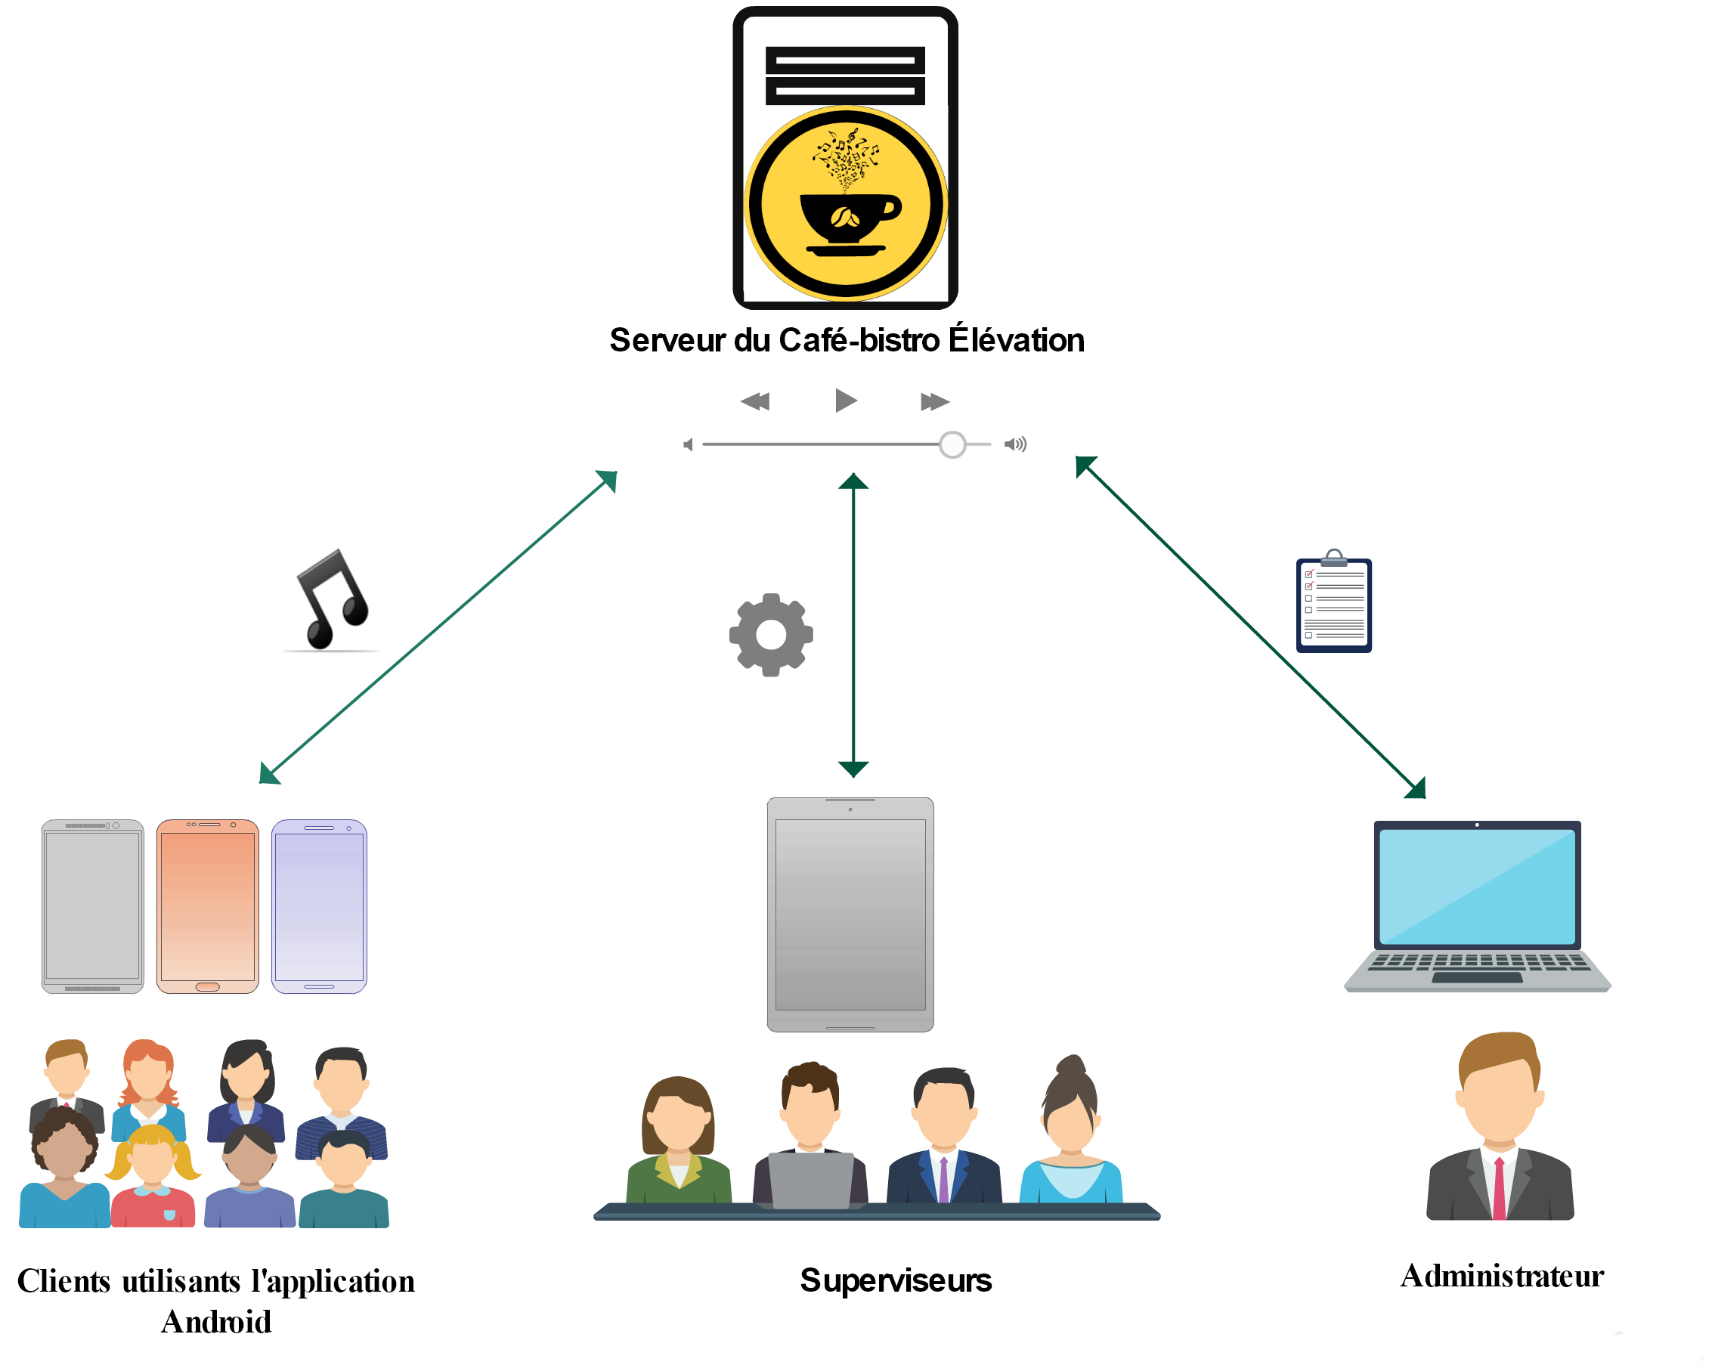 Serveur du Café-bistro Élévation
Clients utilisants l'application
Android
Superviseurs
Administrateur